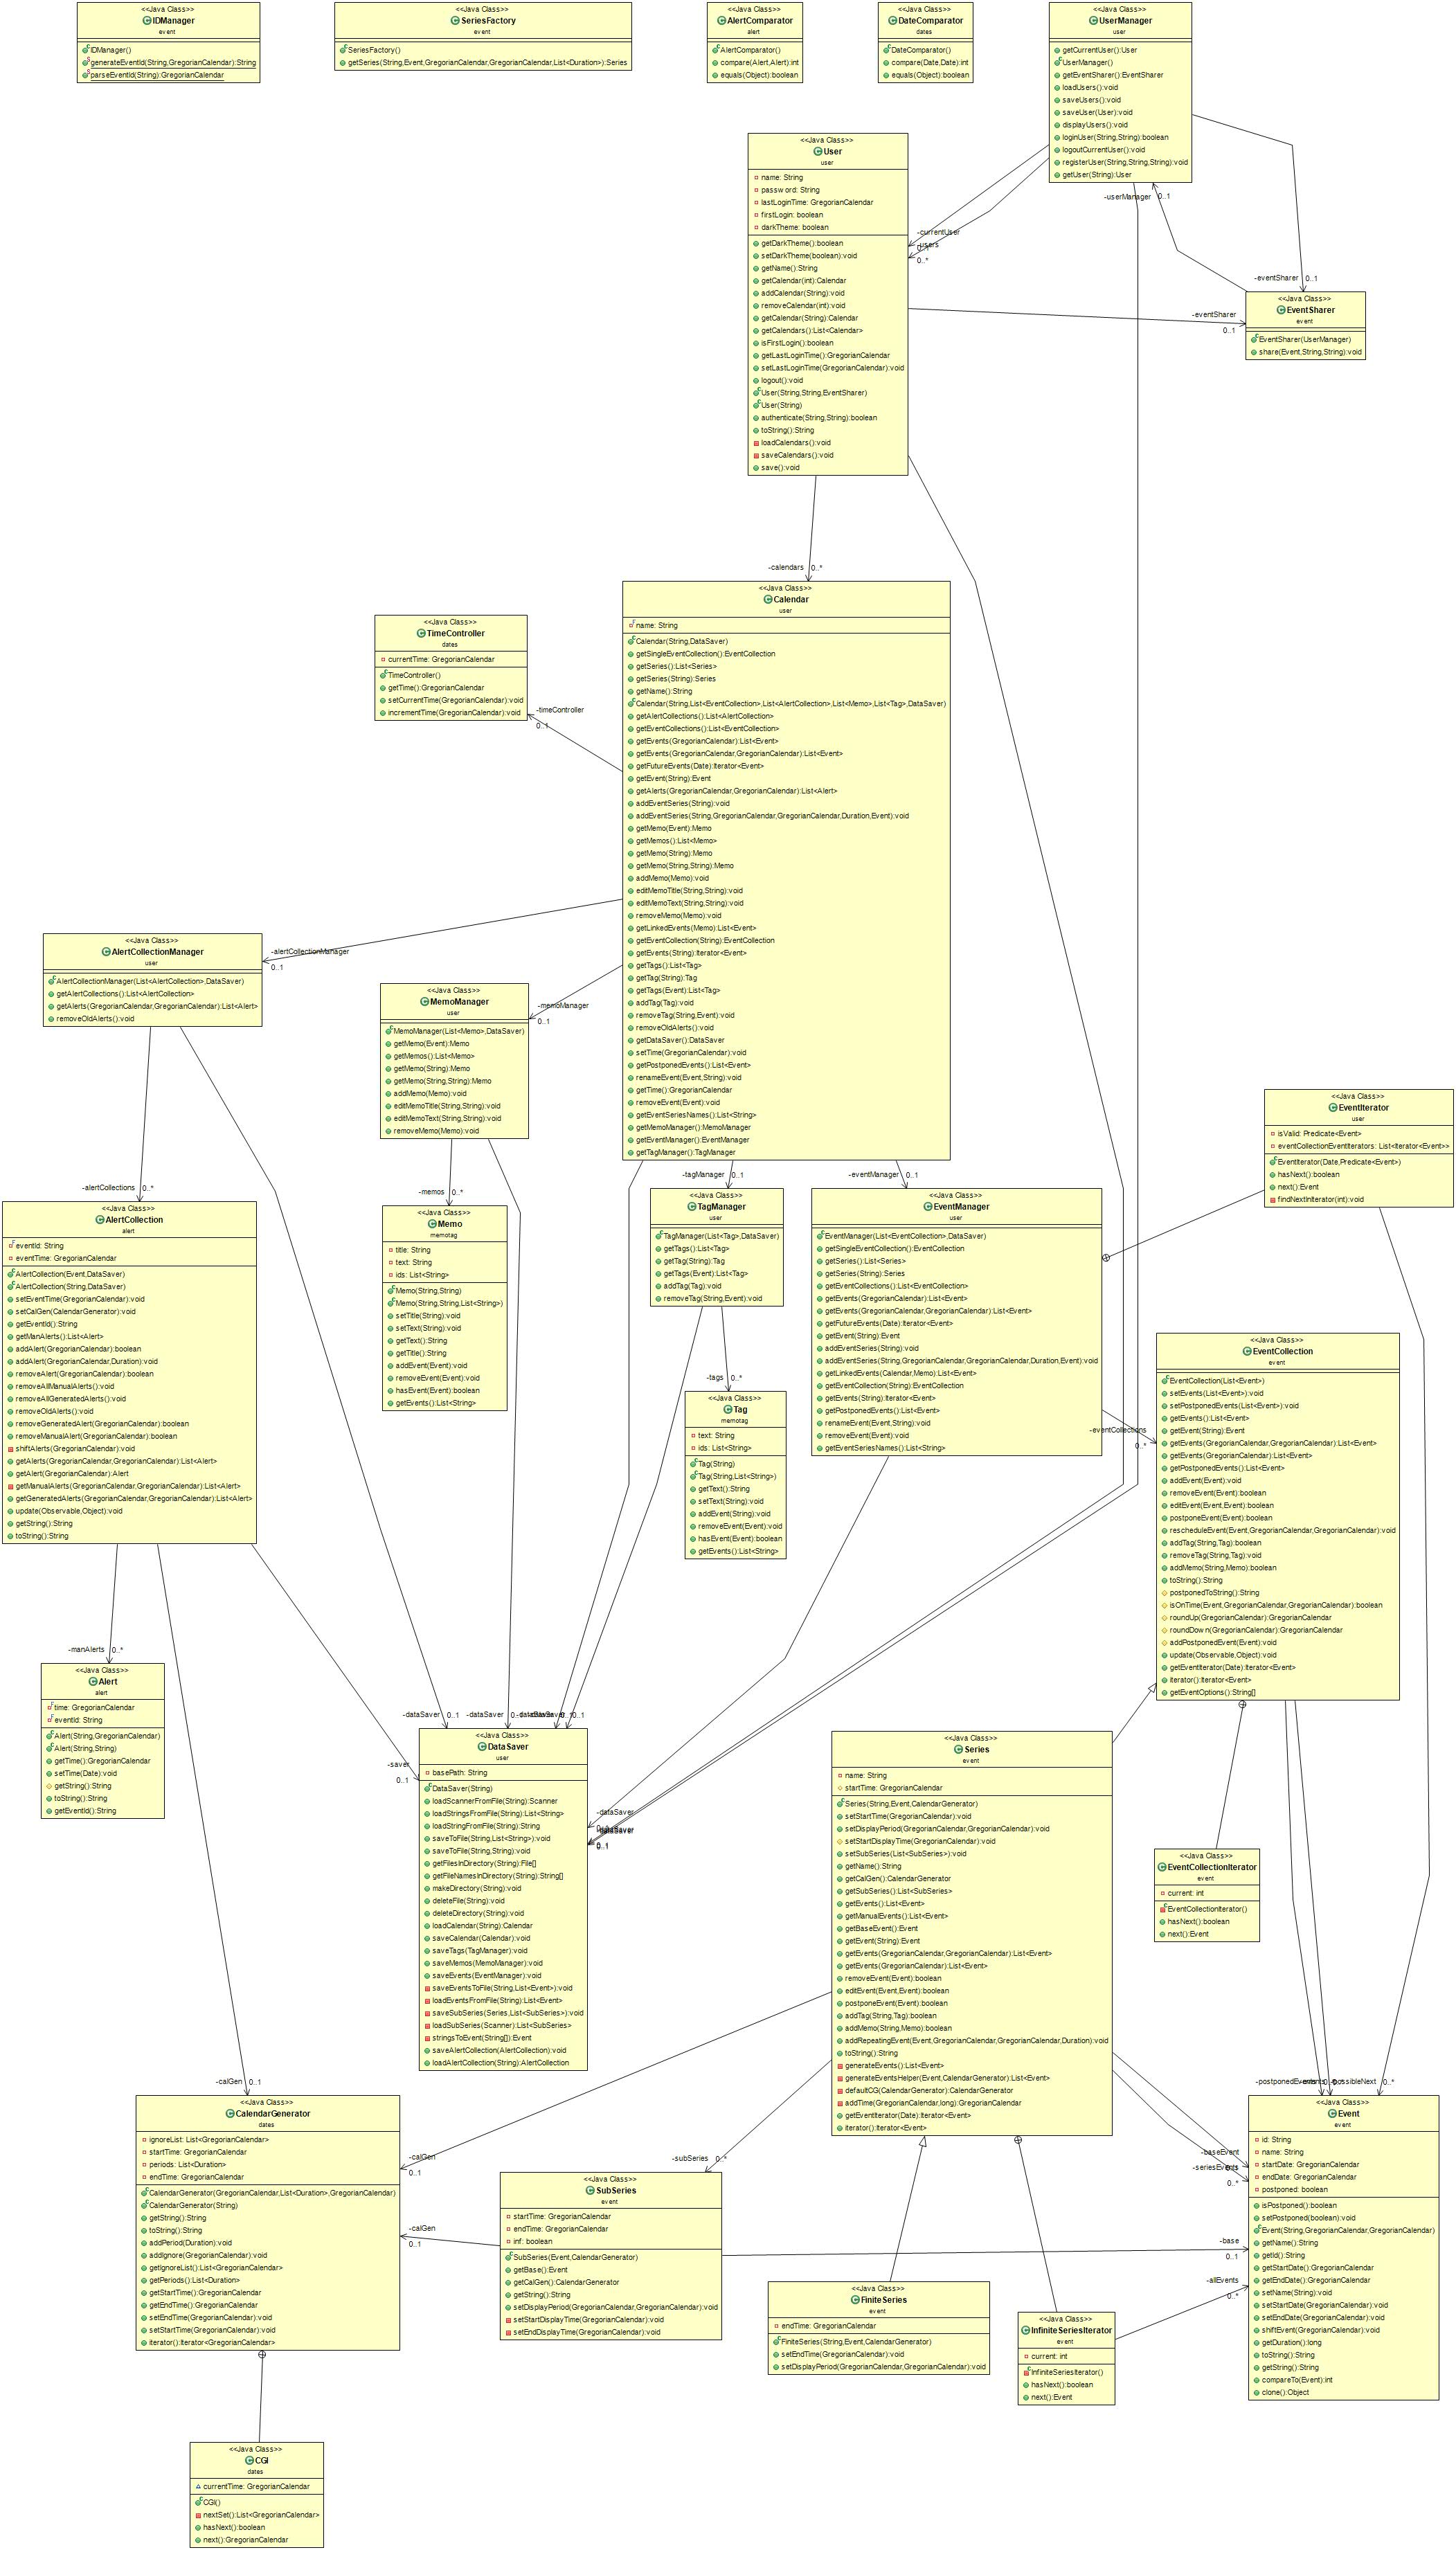 <<Java Class>>
IDManager
event
IDManager()
generateEventId(String,GregorianCalendar):String
parseEventId(String):GregorianCalendar
<<Java Class>>
SeriesFactory
event
SeriesFactory()
getSeries(String,Event,GregorianCalendar,GregorianCalendar,List<Duration>):Series
<<Java Class>>
AlertComparator
alert
AlertComparator()
compare(Alert,Alert):int
equals(Object):boolean
<<Java Class>>
DateComparator
dates
DateComparator()
compare(Date,Date):int
equals(Object):boolean
<<Java Class>>
UserManager
user
getCurrentUser():User
UserManager()
getEventSharer():EventSharer
loadUsers():void
saveUsers():void
saveUser(User):void
displayUsers():void
loginUser(String,String):boolean
logoutCurrentUser():void
registerUser(String,String,String):void
getUser(String):User
-userManager 0..1
<<Java Class>>
User
user
name: String
password: String
lastLoginTime: GregorianCalendar
firstLogin: boolean
darkTheme: boolean
getDarkTheme():boolean
setDarkTheme(boolean):void
getName():String
getCalendar(int):Calendar
addCalendar(String):void
removeCalendar(int):void
getCalendar(String):Calendar
getCalendars():List<Calendar>
isFirstLogin():boolean
getLastLoginTime():GregorianCalendar
setLastLoginTime(GregorianCalendar):void
logout():void
User(String,String,EventSharer)
User(String)
authenticate(String,String):boolean
toString():String
loadCalendars():void
saveCalendars():void
save():void
-currentUser
-users
0..*
-eventSharer 0..1
-eventSharer
0..1
<<Java Class>>
EventSharer
event
EventSharer(UserManager)
share(Event,String,String):void
-calendars 0..*
<<Java Class>>
Calendar
user
name: String
Calendar(String,DataSaver)
getSingleEventCollection():EventCollection
getSeries():List<Series>
getSeries(String):Series
getName():String
Calendar(String,List<EventCollection>,List<AlertCollection>,List<Memo>,List<Tag>,DataSaver)
getAlertCollections():List<AlertCollection>
getEventCollections():List<EventCollection>
getEvents(GregorianCalendar):List<Event>
getEvents(GregorianCalendar,GregorianCalendar):List<Event>
getFutureEvents(Date):Iterator<Event>
getEvent(String):Event
getAlerts(GregorianCalendar,GregorianCalendar):List<Alert>
addEventSeries(String):void
addEventSeries(String,GregorianCalendar,GregorianCalendar,Duration,Event):void
getMemo(Event):Memo
getMemos():List<Memo>
getMemo(String):Memo
getMemo(String,String):Memo
addMemo(Memo):void
editMemoTitle(String,String):void
editMemoText(String,String):void
removeMemo(Memo):void
getLinkedEvents(Memo):List<Event>
getEventCollection(String):EventCollection
getEvents(String):Iterator<Event>
getTags():List<Tag>
getTag(String):Tag
getTags(Event):List<Tag>
addTag(Tag):void
removeTag(String,Event):void
removeOldAlerts():void
getDataSaver():DataSaver
setTime(GregorianCalendar):void
getPostponedEvents():List<Event>
renameEvent(Event,String):void
getTime():GregorianCalendar
removeEvent(Event):void
getEventSeriesNames():List<String>
getMemoManager():MemoManager
getEventManager():EventManager
getTagManager():TagManager
<<Java Class>>
TimeController
dates
currentTime: GregorianCalendar
TimeController()
getTime():GregorianCalendar
setCurrentTime(GregorianCalendar):void
incrementTime(GregorianCalendar):void
-timeController
0..1
<<Java Class>>
AlertCollectionManager
user
AlertCollectionManager(List<AlertCollection>,DataSaver)
getAlertCollections():List<AlertCollection>
getAlerts(GregorianCalendar,GregorianCalendar):List<Alert>
removeOldAlerts():void
-alertCollectionManager
0..1
<<Java Class>>
MemoManager
user
MemoManager(List<Memo>,DataSaver)
getMemo(Event):Memo
getMemos():List<Memo>
getMemo(String):Memo
getMemo(String,String):Memo
addMemo(Memo):void
editMemoTitle(String,String):void
editMemoText(String,String):void
removeMemo(Memo):void
-memoManager
0..1
<<Java Class>>
EventIterator
user
isValid: Predicate<Event>
eventCollectionEventIterators: List<Iterator<Event>>
EventIterator(Date,Predicate<Event>)
hasNext():boolean
next():Event
findNextIterator(int):void
-tagManager 0..1
-eventManager 0..1
-alertCollections 0..*
-memos 0..*
<<Java Class>>
AlertCollection
alert
eventId: String
eventTime: GregorianCalendar
AlertCollection(Event,DataSaver)
AlertCollection(String,DataSaver)
setEventTime(GregorianCalendar):void
setCalGen(CalendarGenerator):void
getEventId():String
getManAlerts():List<Alert>
addAlert(GregorianCalendar):boolean
addAlert(GregorianCalendar,Duration):void
removeAlert(GregorianCalendar):boolean
removeAllManualAlerts():void
removeAllGeneratedAlerts():void
removeOldAlerts():void
removeGeneratedAlert(GregorianCalendar):boolean
removeManualAlert(GregorianCalendar):boolean
shiftAlerts(GregorianCalendar):void
getAlerts(GregorianCalendar,GregorianCalendar):List<Alert>
getAlert(GregorianCalendar):Alert
getManualAlerts(GregorianCalendar,GregorianCalendar):List<Alert>
getGeneratedAlerts(GregorianCalendar,GregorianCalendar):List<Alert>
update(Observable,Object):void
getString():String
toString():String
<<Java Class>>
Memo
memotag
title: String
text: String
ids: List<String>
Memo(String,String)
Memo(String,String,List<String>)
setTitle(String):void
setText(String):void
getText():String
getTitle():String
addEvent(Event):void
removeEvent(Event):void
hasEvent(Event):boolean
getEvents():List<String>
<<Java Class>>
TagManager
user
TagManager(List<Tag>,DataSaver)
getTags():List<Tag>
getTag(String):Tag
getTags(Event):List<Tag>
addTag(Tag):void
removeTag(String,Event):void
<<Java Class>>
EventManager
user
EventManager(List<EventCollection>,DataSaver)
getSingleEventCollection():EventCollection
getSeries():List<Series>
getSeries(String):Series
getEventCollections():List<EventCollection>
getEvents(GregorianCalendar):List<Event>
getEvents(GregorianCalendar,GregorianCalendar):List<Event>
getFutureEvents(Date):Iterator<Event>
getEvent(String):Event
addEventSeries(String):void
addEventSeries(String,GregorianCalendar,GregorianCalendar,Duration,Event):void
getLinkedEvents(Calendar,Memo):List<Event>
getEventCollection(String):EventCollection
getEvents(String):Iterator<Event>
getPostponedEvents():List<Event>
renameEvent(Event,String):void
removeEvent(Event):void
getEventSeriesNames():List<String>
-tags 0..*
<<Java Class>>
Tag
memotag
text: String
ids: List<String>
Tag(String)
Tag(String,List<String>)
getText():String
setText(String):void
addEvent(String):void
removeEvent(Event):void
hasEvent(Event):boolean
getEvents():List<String>
-eventCollections
0..*
<<Java Class>>
EventCollection
event
EventCollection(List<Event>)
setEvents(List<Event>):void
setPostponedEvents(List<Event>):void
getEvents():List<Event>
getEvent(String):Event
getEvents(GregorianCalendar,GregorianCalendar):List<Event>
getEvents(GregorianCalendar):List<Event>
getPostponedEvents():List<Event>
addEvent(Event):void
removeEvent(Event):boolean
editEvent(Event,Event):boolean
postponeEvent(Event):boolean
rescheduleEvent(Event,GregorianCalendar,GregorianCalendar):void
addTag(String,Tag):boolean
removeTag(String,Tag):void
addMemo(String,Memo):boolean
toString():String
postponedToString():String
isOnTime(Event,GregorianCalendar,GregorianCalendar):boolean
roundUp(GregorianCalendar):GregorianCalendar
roundDown(GregorianCalendar):GregorianCalendar
addPostponedEvent(Event):void
update(Observable,Object):void
getEventIterator(Date):Iterator<Event>
iterator():Iterator<Event>
getEventOptions():String[]
-manAlerts 0..*
<<Java Class>>
Alert
alert
time: GregorianCalendar
eventId: String
Alert(String,GregorianCalendar)
Alert(String,String)
getTime():GregorianCalendar
setTime(Date):void
getString():String
toString():String
getEventId():String
-dataSaver 0..1
-dataSaver
-saver
0..1
<<Java Class>>
DataSaver
user
basePath: String
DataSaver(String)
loadScannerFromFile(String):Scanner
loadStringsFromFile(String):List<String>
loadStringFromFile(String):String
saveToFile(String,List<String>):void
saveToFile(String,String):void
getFilesInDirectory(String):File[]
getFileNamesInDirectory(String):String[]
makeDirectory(String):void
deleteFile(String):void
deleteDirectory(String):void
loadCalendar(String):Calendar
saveCalendar(Calendar):void
saveTags(TagManager):void
saveMemos(MemoManager):void
saveEvents(EventManager):void
saveEventsToFile(String,List<Event>):void
loadEventsFromFile(String):List<Event>
saveSubSeries(Series,List<SubSeries>):void
loadSubSeries(Scanner):List<SubSeries>
stringsToEvent(String[]):Event
saveAlertCollection(AlertCollection):void
loadAlertCollection(String):AlertCollection
-dataSaver
0..1
<<Java Class>>
Series
event
name: String
startTime: GregorianCalendar
Series(String,Event,CalendarGenerator)
setStartTime(GregorianCalendar):void
setDisplayPeriod(GregorianCalendar,GregorianCalendar):void
setStartDisplayTime(GregorianCalendar):void
setSubSeries(List<SubSeries>):void
getName():String
getCalGen():CalendarGenerator
getSubSeries():List<SubSeries>
getEvents():List<Event>
getManualEvents():List<Event>
getBaseEvent():Event
getEvent(String):Event
getEvents(GregorianCalendar,GregorianCalendar):List<Event>
getEvents(GregorianCalendar):List<Event>
removeEvent(Event):boolean
editEvent(Event,Event):boolean
postponeEvent(Event):boolean
addTag(String,Tag):boolean
addMemo(String,Memo):boolean
addRepeatingEvent(Event,GregorianCalendar,GregorianCalendar,Duration):void
toString():String
generateEvents():List<Event>
generateEventsHelper(Event,CalendarGenerator):List<Event>
defaultCG(CalendarGenerator):CalendarGenerator
addTime(GregorianCalendar,long):GregorianCalendar
getEventIterator(Date):Iterator<Event>
iterator():Iterator<Event>
<<Java Class>>
EventCollectionIterator
event
current: int
EventCollectionIterator()
hasNext():boolean
next():Event
-calGen 0..1
-postponedEvents
0..*
<<Java Class>>
CalendarGenerator
dates
ignoreList: List<GregorianCalendar>
startTime: GregorianCalendar
periods: List<Duration>
endTime: GregorianCalendar
CalendarGenerator(GregorianCalendar,List<Duration>,GregorianCalendar)
CalendarGenerator(String)
getString():String
toString():String
addPeriod(Duration):void
addIgnore(GregorianCalendar):void
getIgnoreList():List<GregorianCalendar>
getPeriods():List<Duration>
getStartTime():GregorianCalendar
getEndTime():GregorianCalendar
setEndTime(GregorianCalendar):void
setStartTime(GregorianCalendar):void
iterator():Iterator<GregorianCalendar>
-calGen
0..1
-subSeries 0..*
-baseEvent
-seriesEvents
0..*
<<Java Class>>
Event
event
id: String
name: String
startDate: GregorianCalendar
endDate: GregorianCalendar
postponed: boolean
isPostponed():boolean
setPostponed(boolean):void
Event(String,GregorianCalendar,GregorianCalendar)
getName():String
getId():String
getStartDate():GregorianCalendar
getEndDate():GregorianCalendar
setName(String):void
setStartDate(GregorianCalendar):void
setEndDate(GregorianCalendar):void
shiftEvent(GregorianCalendar):void
getDuration():long
toString():String
getString():String
compareTo(Event):int
clone():Object
<<Java Class>>
SubSeries
event
startTime: GregorianCalendar
endTime: GregorianCalendar
inf: boolean
SubSeries(Event,CalendarGenerator)
getBase():Event
getCalGen():CalendarGenerator
getString():String
setDisplayPeriod(GregorianCalendar,GregorianCalendar):void
setStartDisplayTime(GregorianCalendar):void
setEndDisplayTime(GregorianCalendar):void
-calGen
0..1
-base
0..1
-allEvents
0..*
<<Java Class>>
FiniteSeries
event
endTime: GregorianCalendar
FiniteSeries(String,Event,CalendarGenerator)
setEndTime(GregorianCalendar):void
setDisplayPeriod(GregorianCalendar,GregorianCalendar):void
<<Java Class>>
InfiniteSeriesIterator
event
current: int
InfiniteSeriesIterator()
hasNext():boolean
next():Event
<<Java Class>>
CGI
dates
currentTime: GregorianCalendar
CGI()
nextSet():List<GregorianCalendar>
hasNext():boolean
next():GregorianCalendar